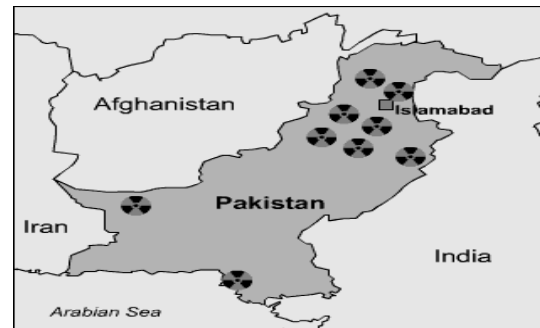 Afghanistan
Islamabad
Pakistan
Iran
India
Arabian Sea